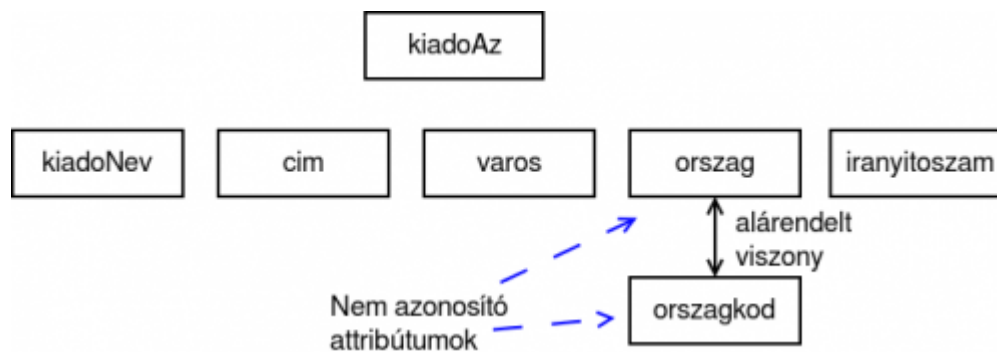 kiadoAz
kiadoNev
cim
varos
orszag
iranyitoszam
alárendelt
viszony
Nem azonosító
attribútumok
orszagkod